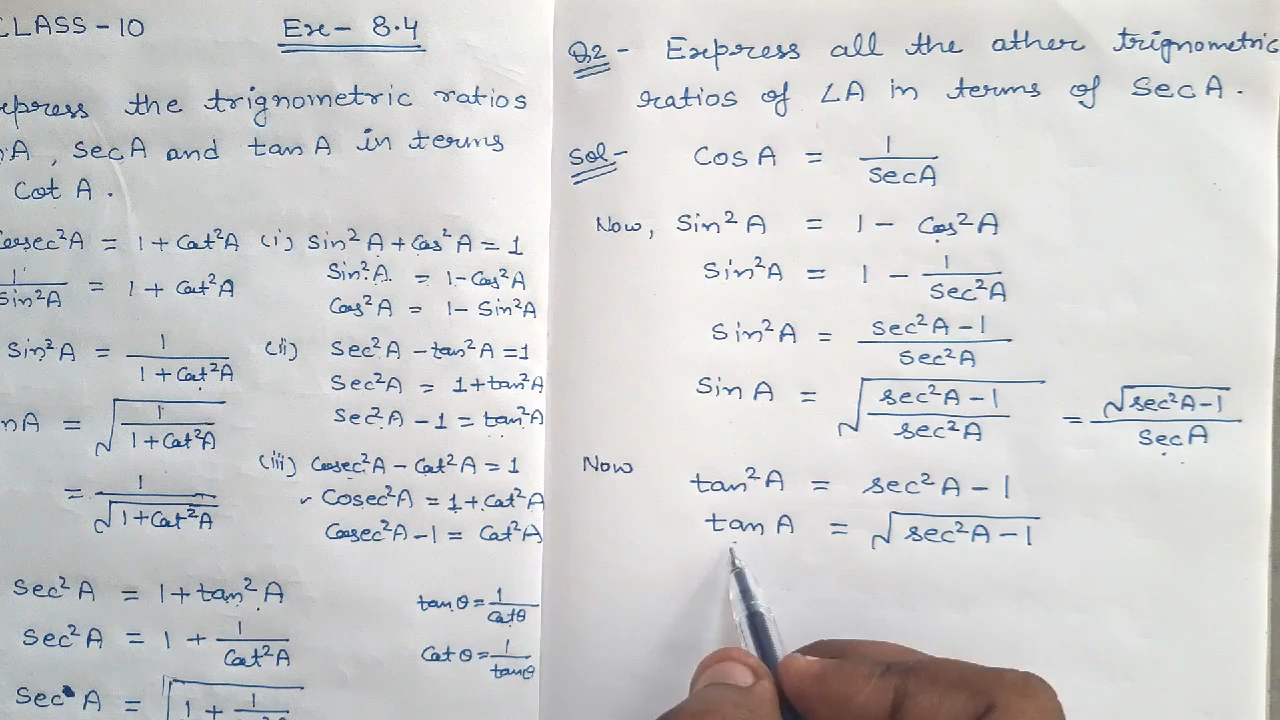 CLASS - 10 Ex - 8.4
the trignometric ratios
A, sec A and tan A in terms
Cot A.
Cosec²A = 1 + Cot²A (i) Sin²A + Cos²A = 1
Sin²A = 1 - Cos²A
1/Sin²A = 1 + Cot²A
Cos²A = 1 - Sin²A
Sin²A = 1/(1 + Cot²A) (ii) Sec²A - tan²A = 1
Sec²A = 1 + tan²A
A = √(1/(1 + Cot²A)) Sec²A - 1 = tan²A
(iii) Cosec²A - Cot²A = 1
= 1/√(1 + Cot²A) Cosec²A = 1 + Cot²A
Cosec²A - 1 = Cot²A
Sec²A = 1 + tan²A tan θ = 1/Cot θ
Sec²A = 1 + 1/Cot²A Cot θ = 1/tan θ
Sec A = √1 + 1
Q.2 - Express all the other trignometric
ratios of ∠A in terms of Sec A.
Sol - Cos A = 1/sec A
Now, Sin²A = 1 - Cos²A
Sin²A = 1 - 1/Sec²A
Sin²A = (Sec²A - 1)/Sec²A
Sin A = √((sec²A - 1)/sec²A) = √(sec²A - 1)/sec A
Now
tan²A = sec²A - 1
tan A = √(sec²A - 1)